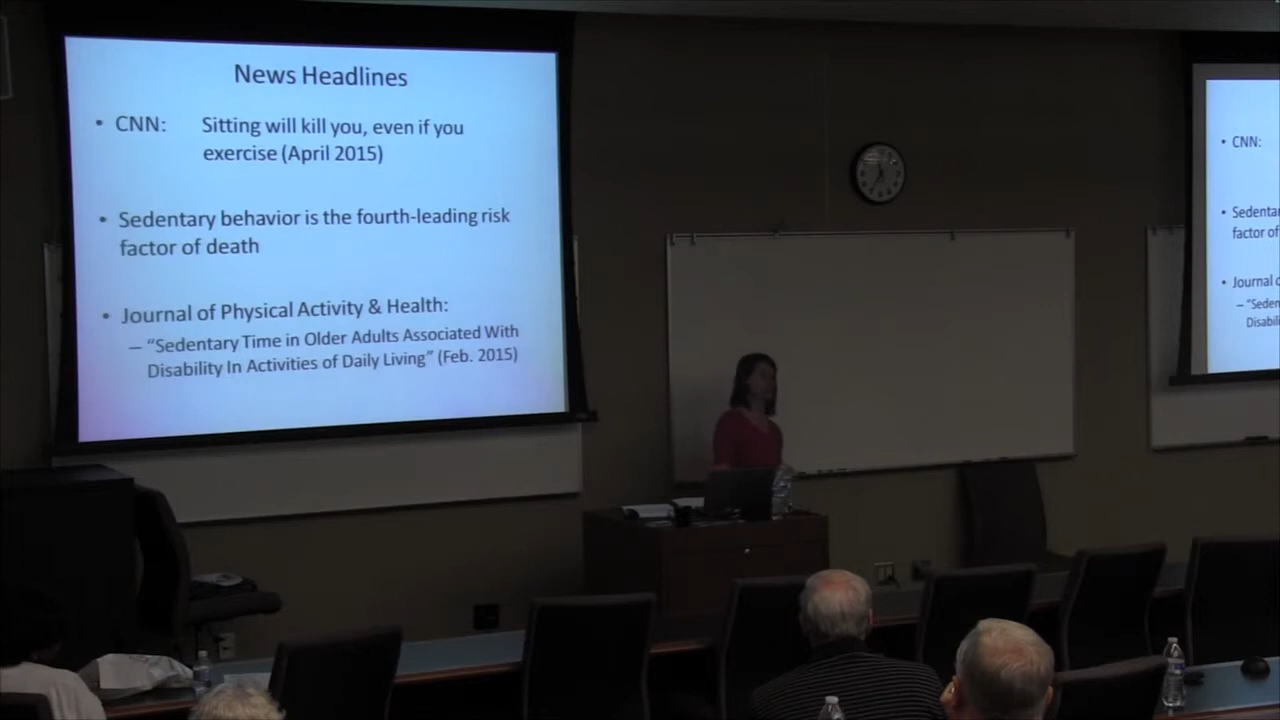 News Headlines
• CNN: Sitting will kill you, even if you
exercise (April 2015)
• Sedentary behavior is the fourth-leading risk
factor of death
• Journal of Physical Activity & Health:
– “Sedentary Time in Older Adults Associated With
Disability In Activities of Daily Living” (Feb. 2015)
• CNN:
• Sedenta
factor of
• Journal
– “Seden
Disabili